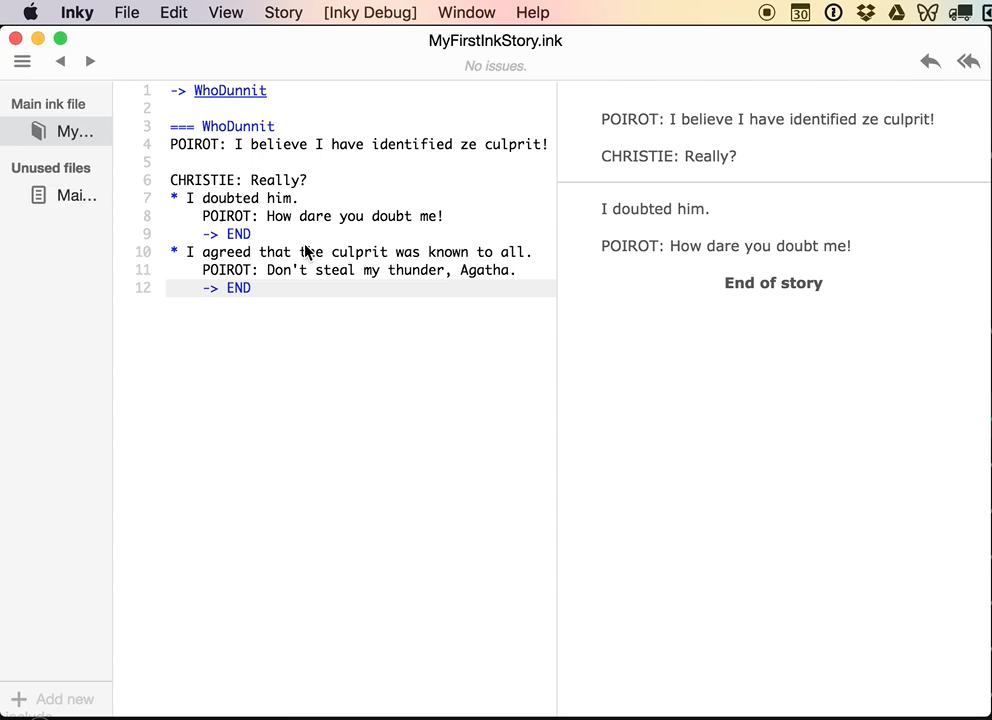 Inky File Edit View Story [Inky Debug] Window Help 30
MyFirstInkStory.ink
No issues.
Main ink file
My...
Unused files
Mai...
Add new
1 -> WhoDunnit
2
3 === WhoDunnit
4 POIROT: I believe I have identified ze culprit!
5
6 CHRISTIE: Really?
7 * I doubted him.
8 POIROT: How dare you doubt me!
9 -> END
10 * I agreed that the culprit was known to all.
11 POIROT: Don't steal my thunder, Agatha.
12 -> END
POIROT: I believe I have identified ze culprit!
CHRISTIE: Really?
I doubted him.
POIROT: How dare you doubt me!
End of story